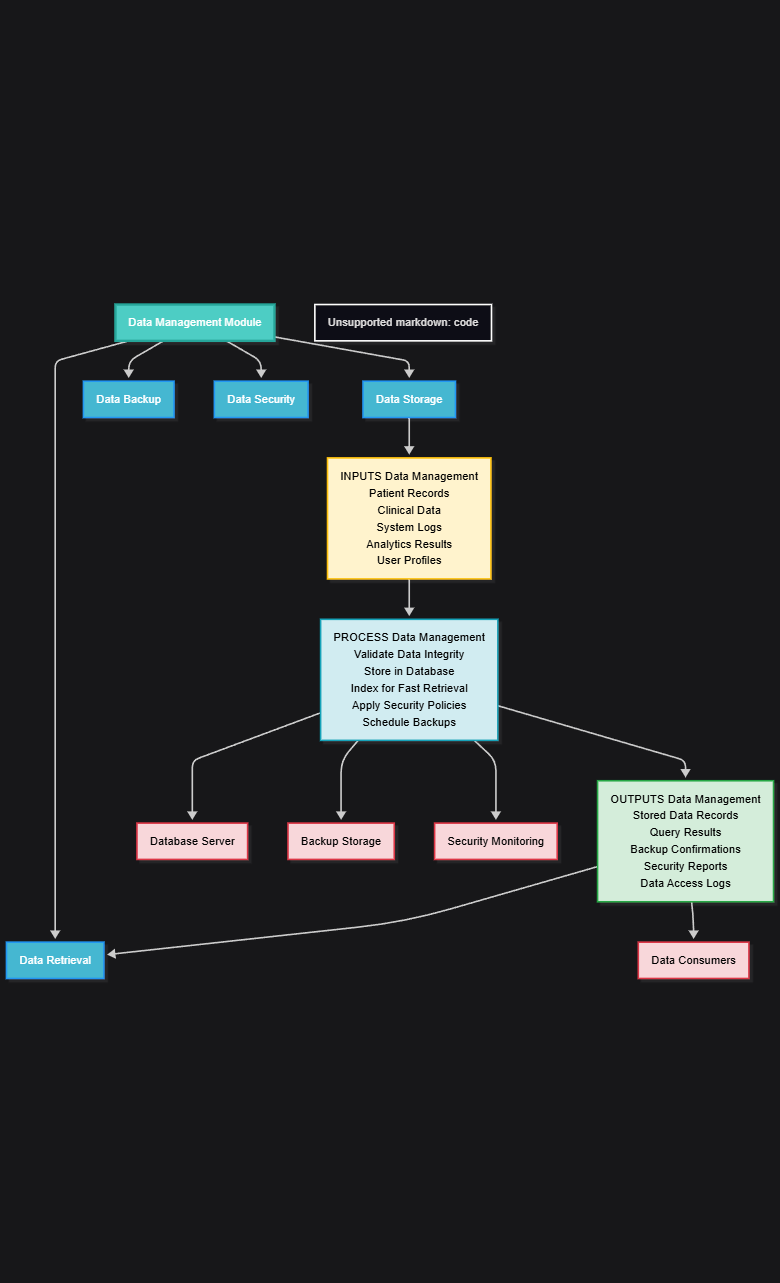 Data Management Module
Unsupported markdown: code
Data Backup
Data Security
Data Storage
INPUTS Data Management
Patient Records
Clinical Data
System Logs
Analytics Results
User Profiles
PROCESS Data Management
Validate Data Integrity
Store in Database
Index for Fast Retrieval
Apply Security Policies
Schedule Backups
Database Server
Backup Storage
Security Monitoring
OUTPUTS Data Management
Stored Data Records
Query Results
Backup Confirmations
Security Reports
Data Access Logs
Data Retrieval
Data Consumers